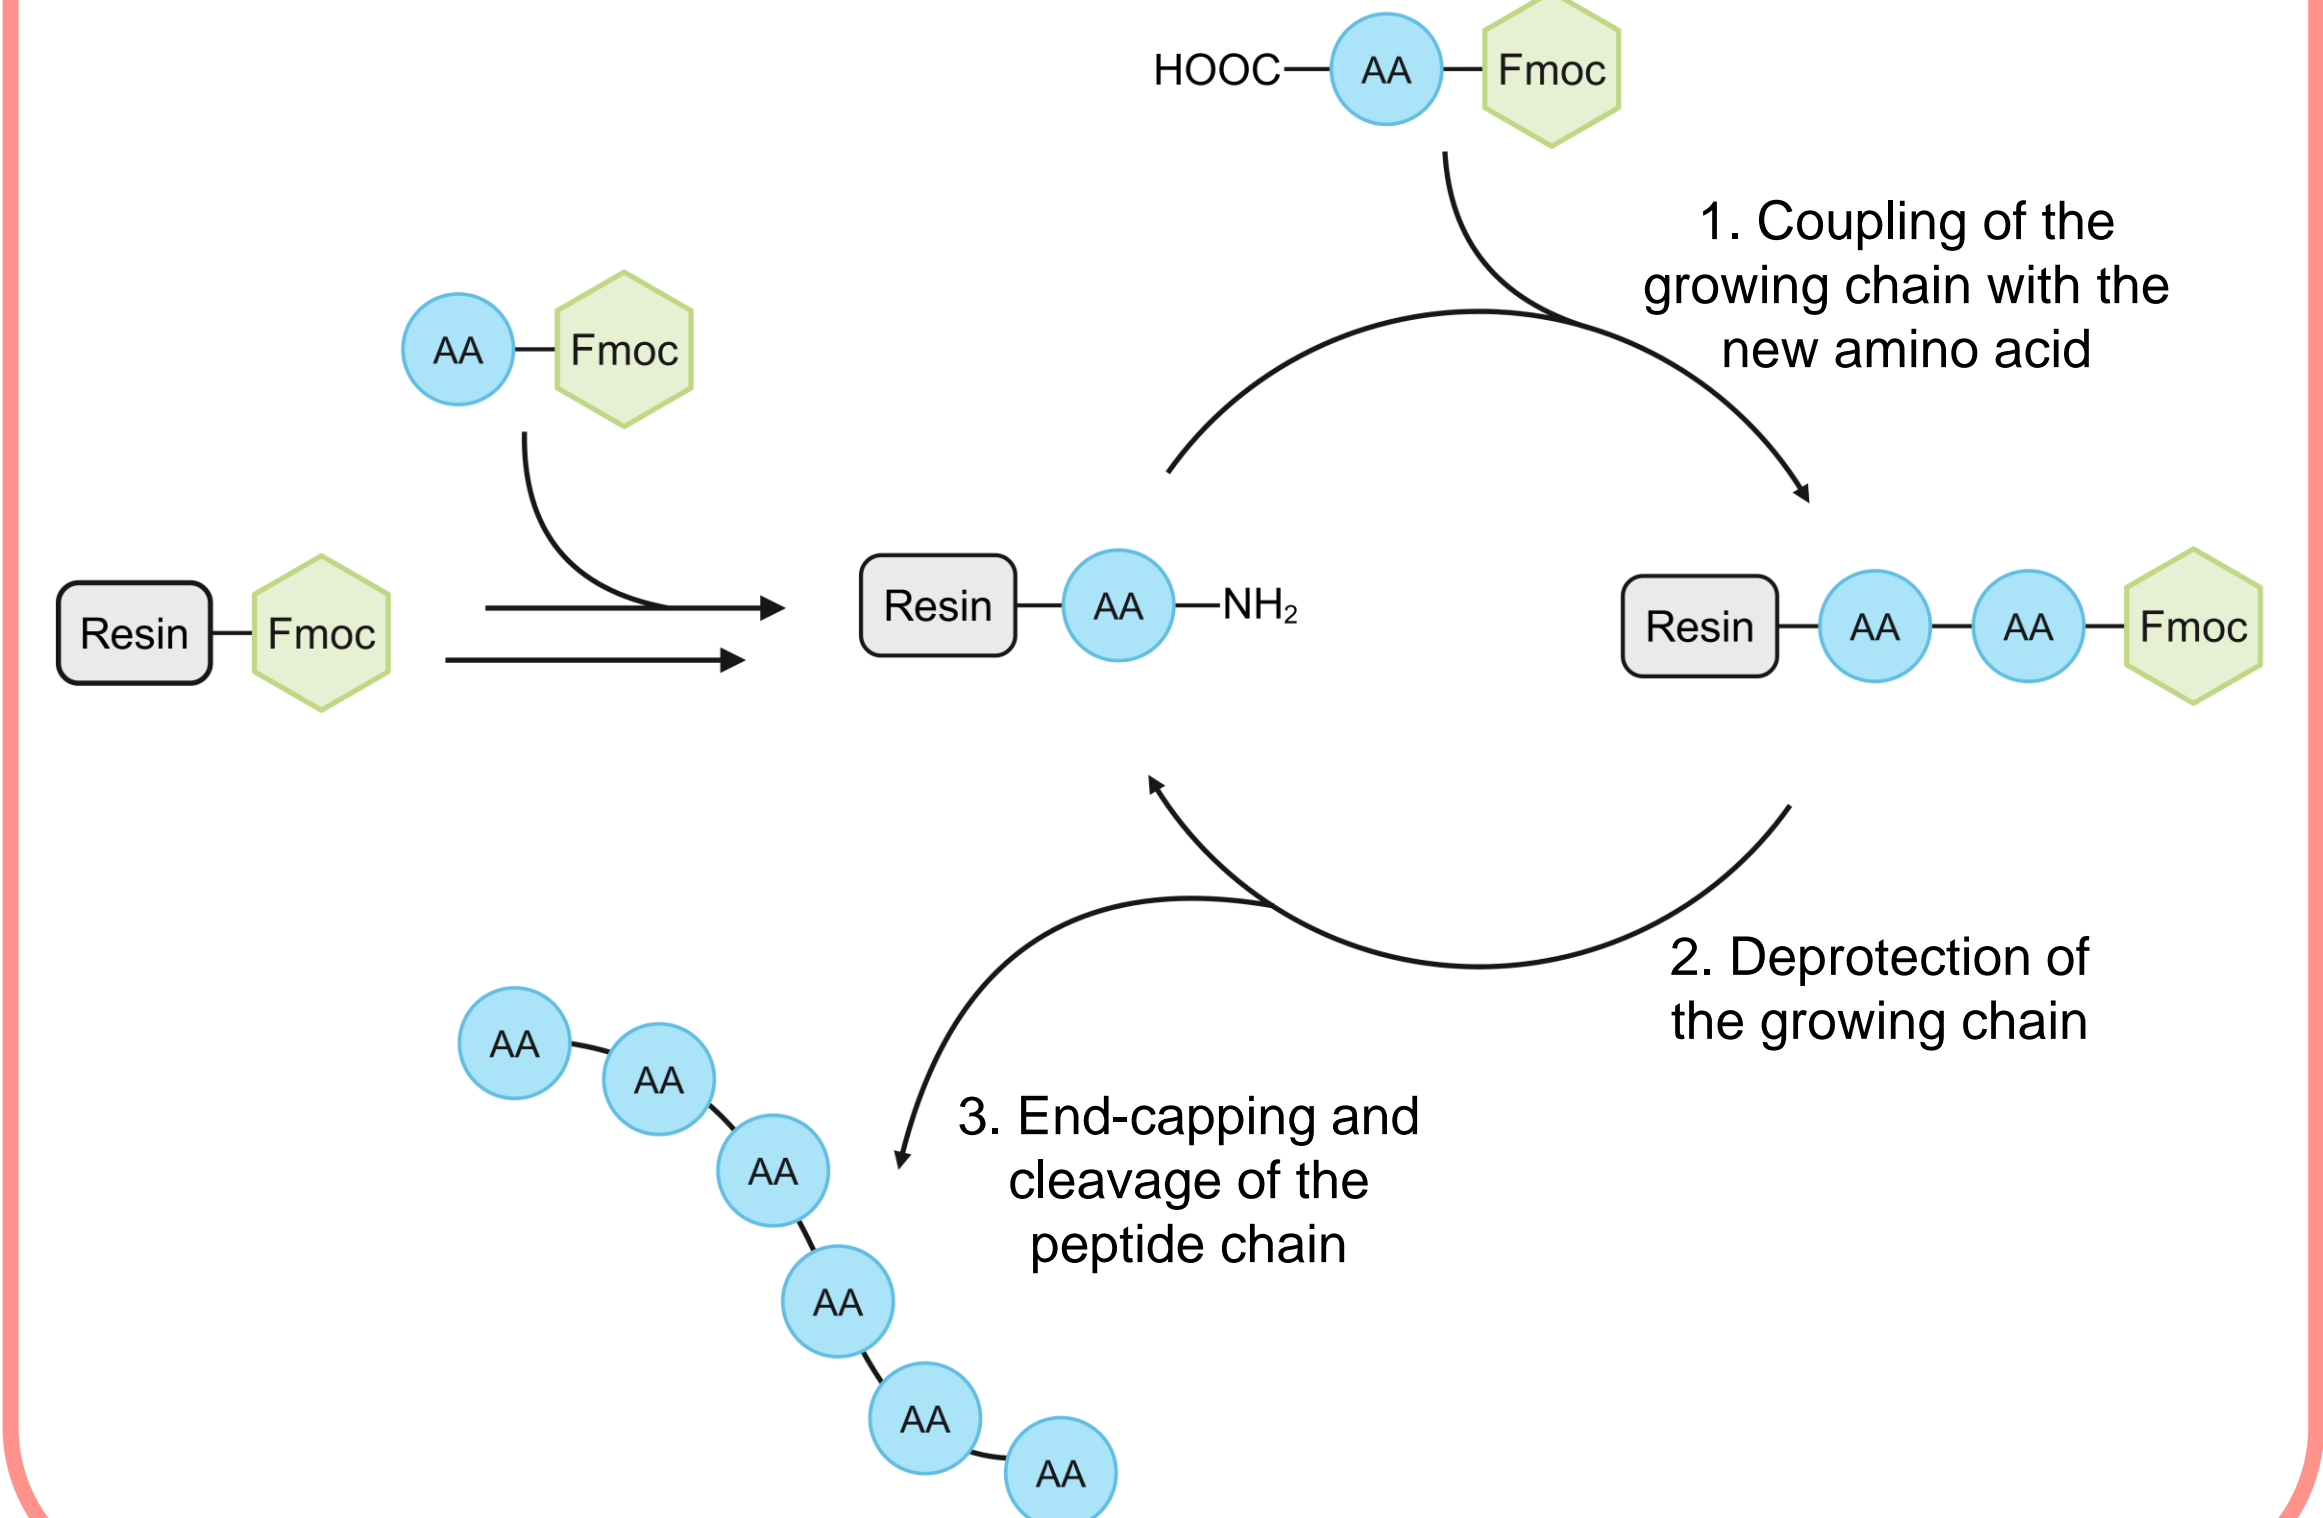 HOOC
AA
Fmoc
1. Coupling of the
growing chain with the
new amino acid
AA
Fmoc
Resin
Fmoc
Resin
AA
NH₂
Resin
AA
AA
Fmoc
2. Deprotection of
the growing chain
3. End-capping and
cleavage of the
peptide chain
AA
AA
AA
AA
AA
AA